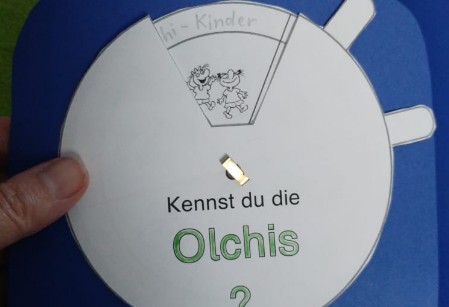 hi-Kinder
Kennst du die
Olchis
?